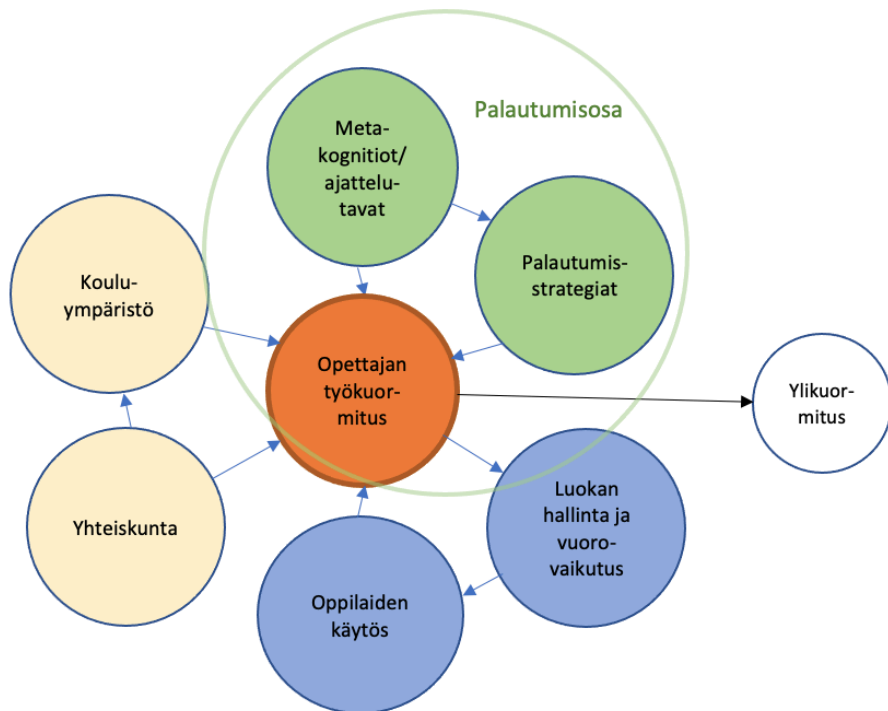 Palautumisosa
Meta-
kognitiot/
ajattelu-
tavat
Palautumis-
strategiat
Koulu-
ympäristö
Opettajan
työkuor-
mitus
Ylikuor-
mitus
Yhteiskunta
Luokan
hallinta ja
vuoro-
vaikutus
Oppilaiden
käytös